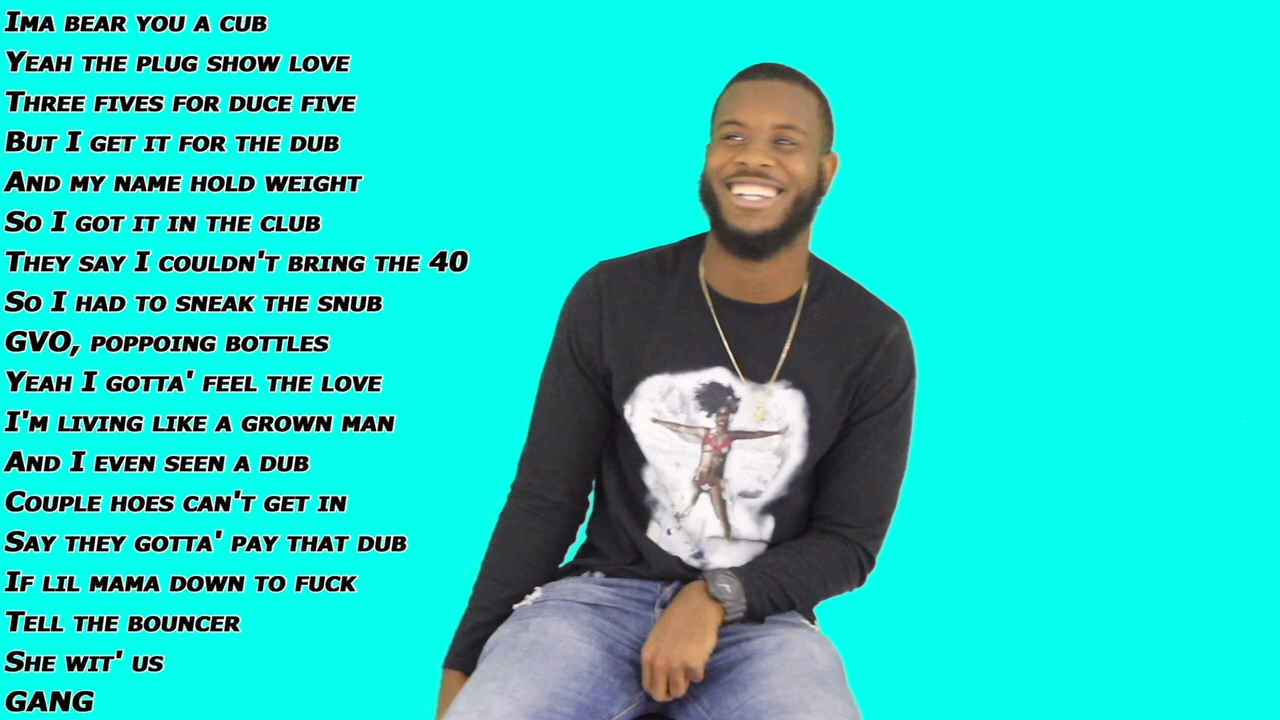 Ima bear you a cub
Yeah the plug show love
Three fives for duce five
But I get it for the dub
And my name hold weight
So I got it in the club
They say I couldn't bring the 40
So I had to sneak the snub
GVO, poppoing bottles
Yeah I gotta' feel the love
I'm living like a grown man
And I even seen a dub
Couple hoes can't get in
Say they gotta' pay that dub
If lil mama down to fuck
Tell the bouncer
She wit' us
GANG